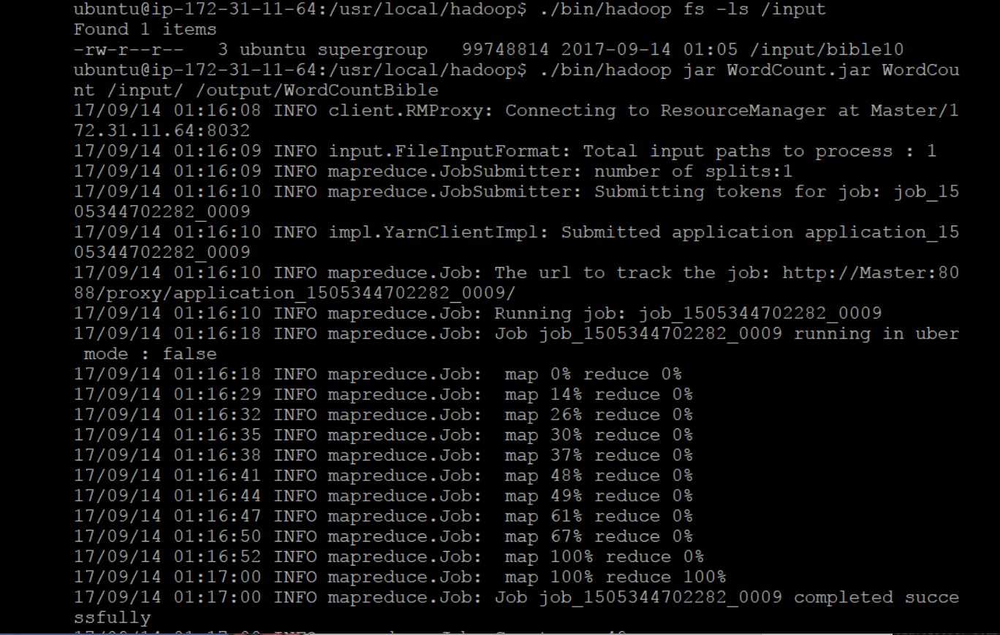 ubuntu@ip-172-31-11-64:/usr/local/hadoop$ ./bin/hadoop fs -ls /input
Found 1 items
-rw-r--r--   3 ubuntu supergroup   99748814 2017-09-14 01:05 /input/bible10
ubuntu@ip-172-31-11-64:/usr/local/hadoop$ ./bin/hadoop jar WordCount.jar WordCou
nt /input/ /output/WordCountBible
17/09/14 01:16:08 INFO client.RMProxy: Connecting to ResourceManager at Master/1
72.31.11.64:8032
17/09/14 01:16:09 INFO input.FileInputFormat: Total input paths to process : 1
17/09/14 01:16:09 INFO mapreduce.JobSubmitter: number of splits:1
17/09/14 01:16:10 INFO mapreduce.JobSubmitter: Submitting tokens for job: job_15
05344702282_0009
17/09/14 01:16:10 INFO impl.YarnClientImpl: Submitted application application_15
05344702282_0009
17/09/14 01:16:10 INFO mapreduce.Job: The url to track the job: http://Master:80
88/proxy/application_1505344702282_0009/
17/09/14 01:16:10 INFO mapreduce.Job: Running job: job_1505344702282_0009
17/09/14 01:16:18 INFO mapreduce.Job: Job job_1505344702282_0009 running in uber
 mode : false
17/09/14 01:16:18 INFO mapreduce.Job:  map 0% reduce 0%
17/09/14 01:16:29 INFO mapreduce.Job:  map 14% reduce 0%
17/09/14 01:16:32 INFO mapreduce.Job:  map 26% reduce 0%
17/09/14 01:16:35 INFO mapreduce.Job:  map 30% reduce 0%
17/09/14 01:16:38 INFO mapreduce.Job:  map 37% reduce 0%
17/09/14 01:16:41 INFO mapreduce.Job:  map 48% reduce 0%
17/09/14 01:16:44 INFO mapreduce.Job:  map 49% reduce 0%
17/09/14 01:16:47 INFO mapreduce.Job:  map 61% reduce 0%
17/09/14 01:16:50 INFO mapreduce.Job:  map 67% reduce 0%
17/09/14 01:16:52 INFO mapreduce.Job:  map 100% reduce 0%
17/09/14 01:17:00 INFO mapreduce.Job:  map 100% reduce 100%
17/09/14 01:17:00 INFO mapreduce.Job: Job job_1505344702282_0009 completed succe
ssfully